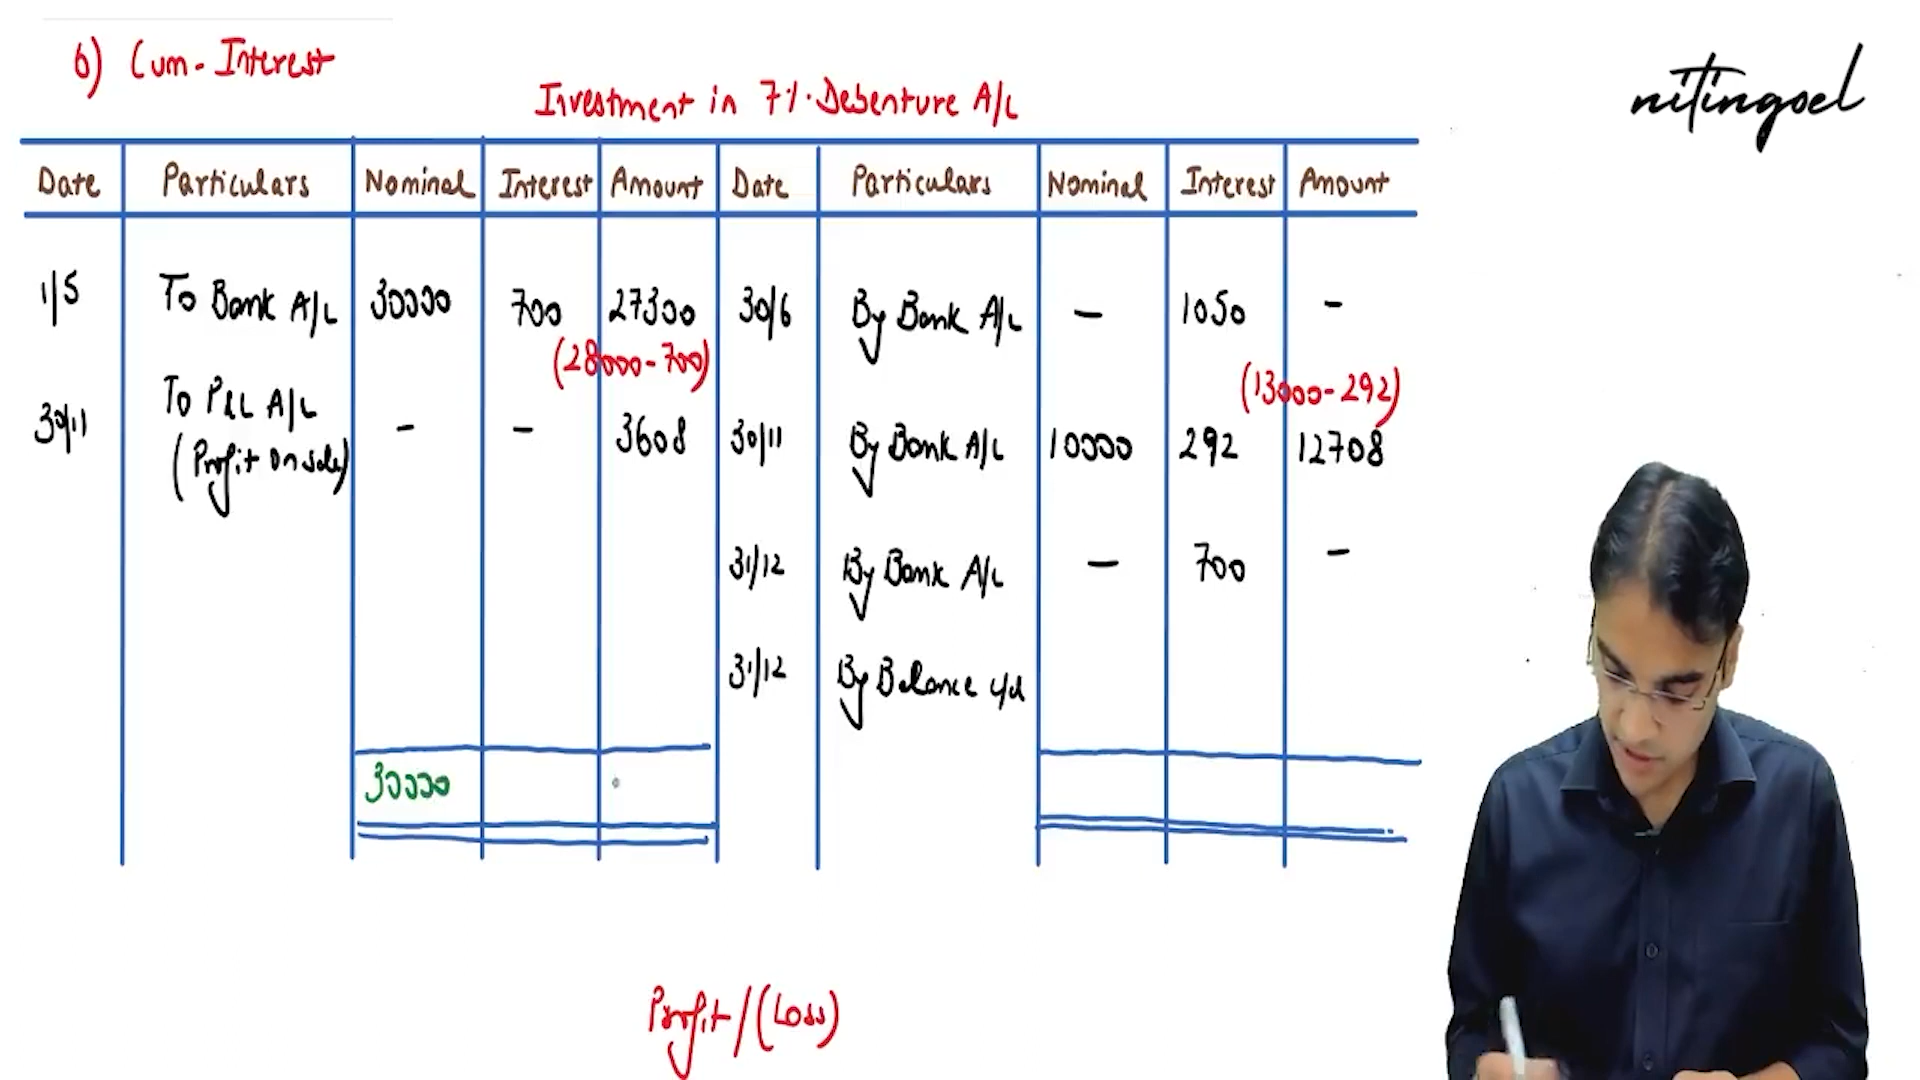 b) Cum-Interest
nitingoel
Investment in 7% Debenture A/c
Date Particulars Nominal Interest Amount Date Particulars Nominal Interest Amount
1/5 To Bank A/c 30000 700 27300 30/6 By Bank A/c - 1050 -
(28000-700) (13000-292)
30/11 To P&L A/c - - 3608 30/11 By Bank A/c 10000 292 12708
(Profit on sale)
31/12 By Bank A/c - 700 -
31/12 By Balance c/d
30000
Profit/(Loss)